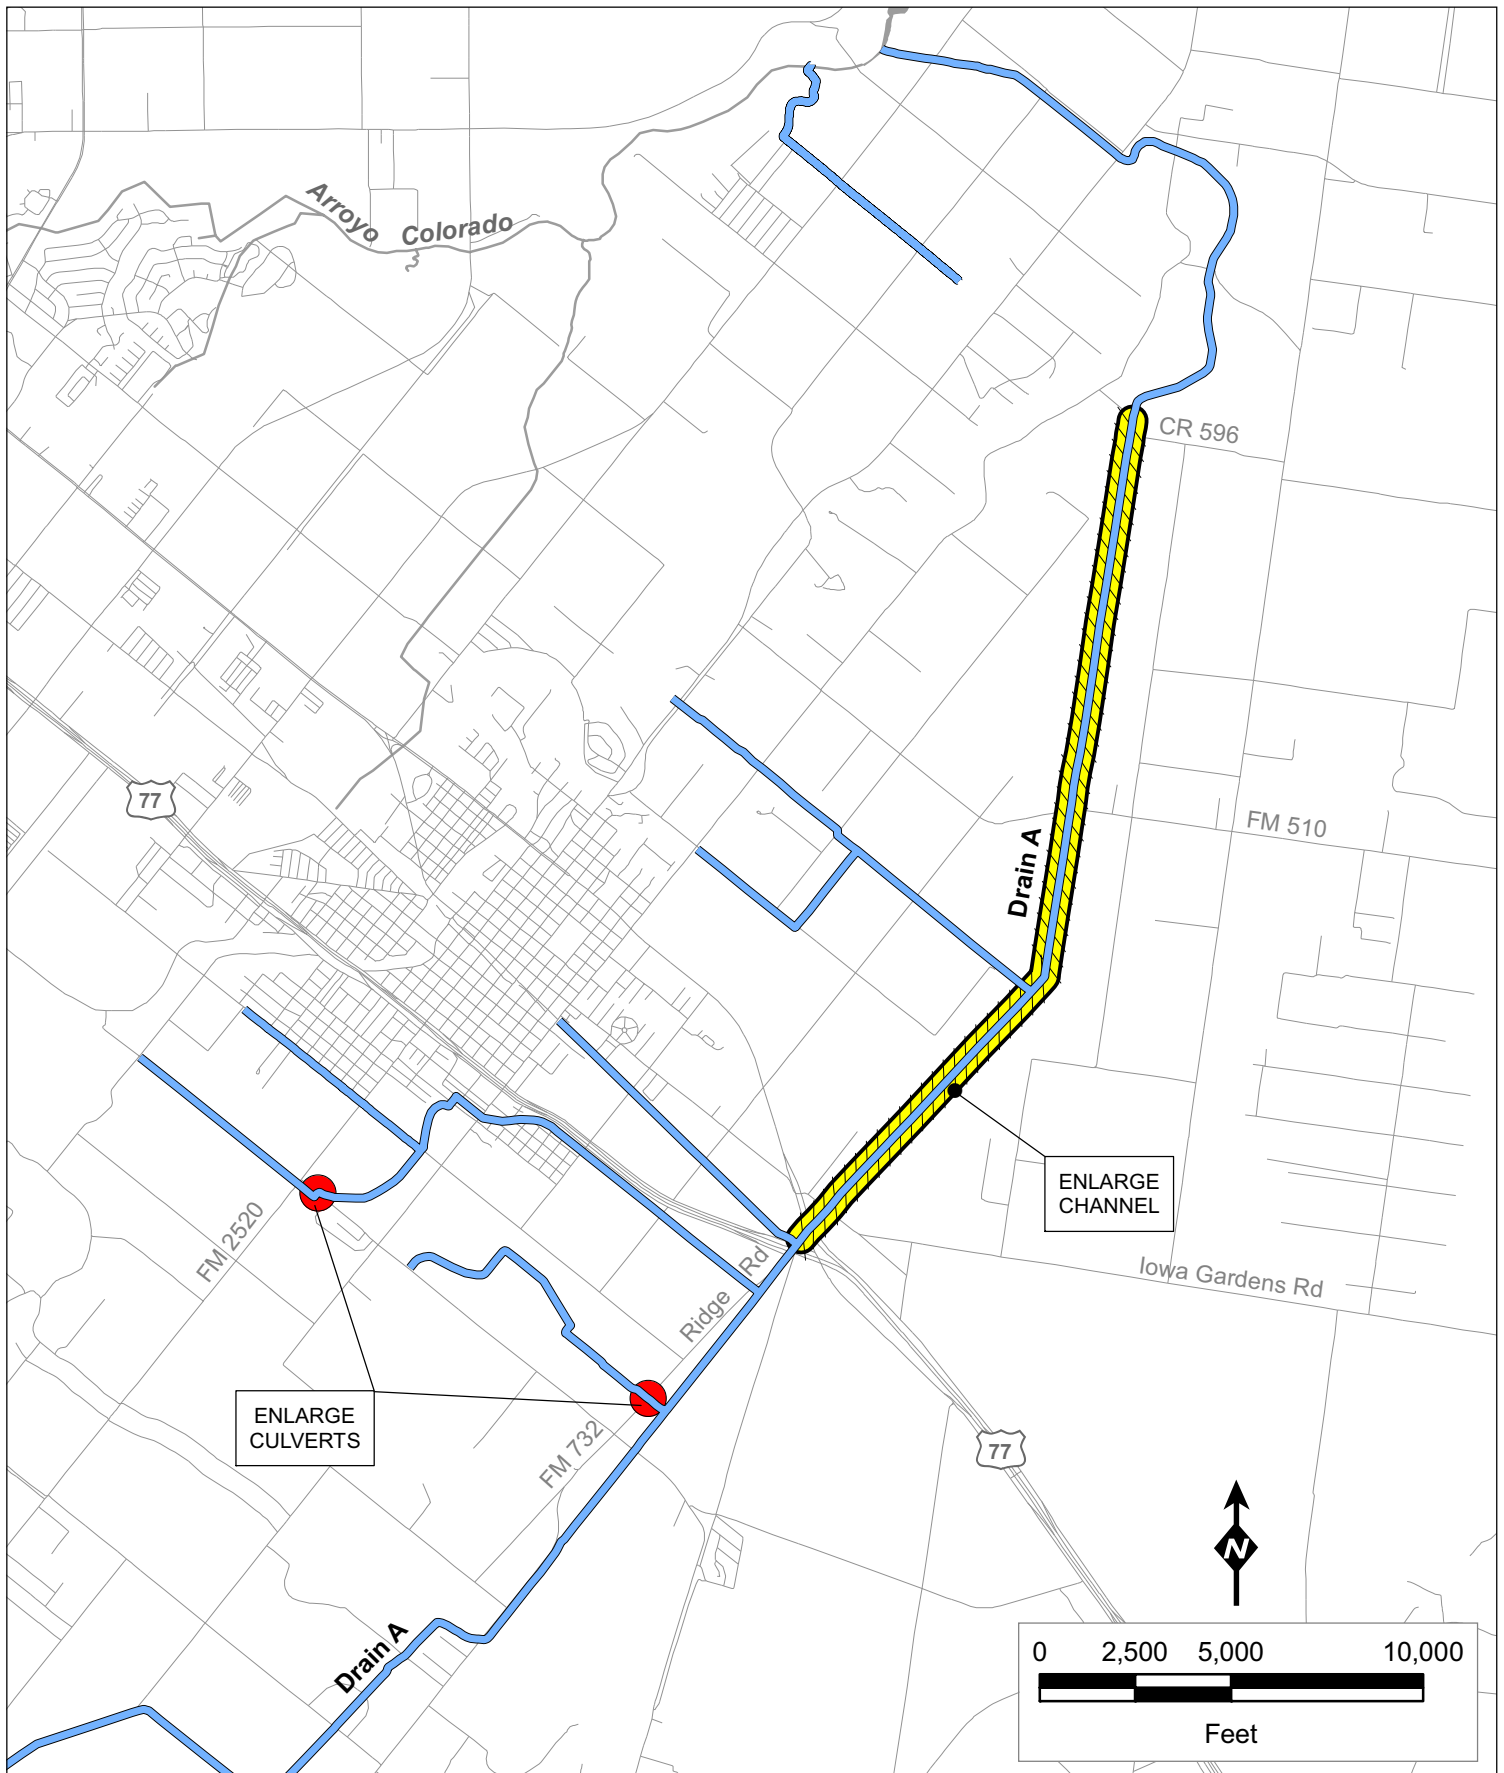 Arroyo Colorado
CR 596
77
FM 510
Drain A
ENLARGE
CHANNEL
FM 2520
Ridge Rd
Iowa Gardens Rd
ENLARGE
CULVERTS
FM 732
77
N
Drain A
0 2,500 5,000 10,000
Feet